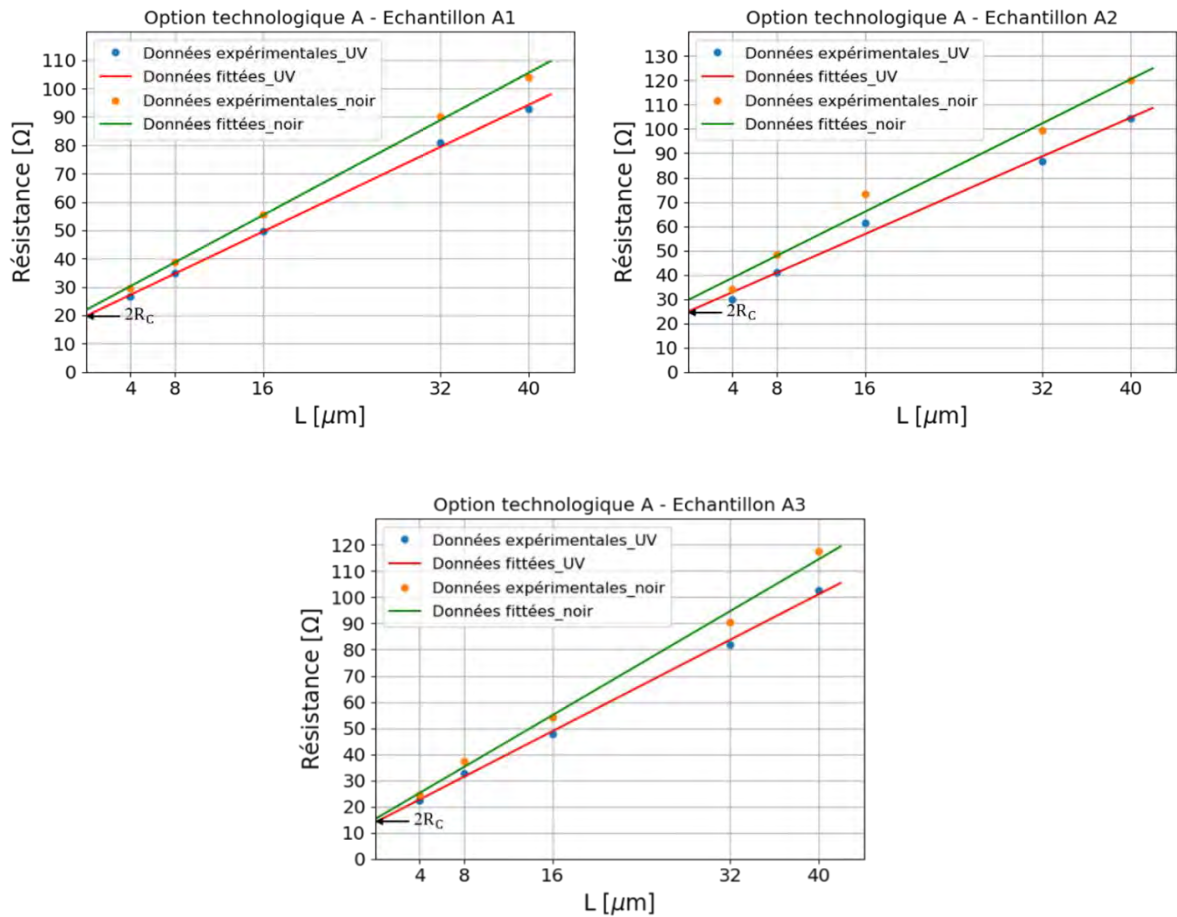 Option technologique A - Echantillon A1
Données expérimentales_UV
Données fittées_UV
Données expérimentales_noir
Données fittées_noir
110
100
90
80
70
60
50
40
30
20
10
0
Résistance [Ω]
2R_C
4 8 16 32 40
L [μm]
Option technologique A - Echantillon A2
Données expérimentales_UV
Données fittées_UV
Données expérimentales_noir
Données fittées_noir
130
120
110
100
90
80
70
60
50
40
30
20
10
0
Résistance [Ω]
2R_C
4 8 16 32 40
L [μm]
Option technologique A - Echantillon A3
Données expérimentales_UV
Données fittées_UV
Données expérimentales_noir
Données fittées_noir
120
110
100
90
80
70
60
50
40
30
20
10
0
Résistance [Ω]
2R_C
4 8 16 32 40
L [μm]